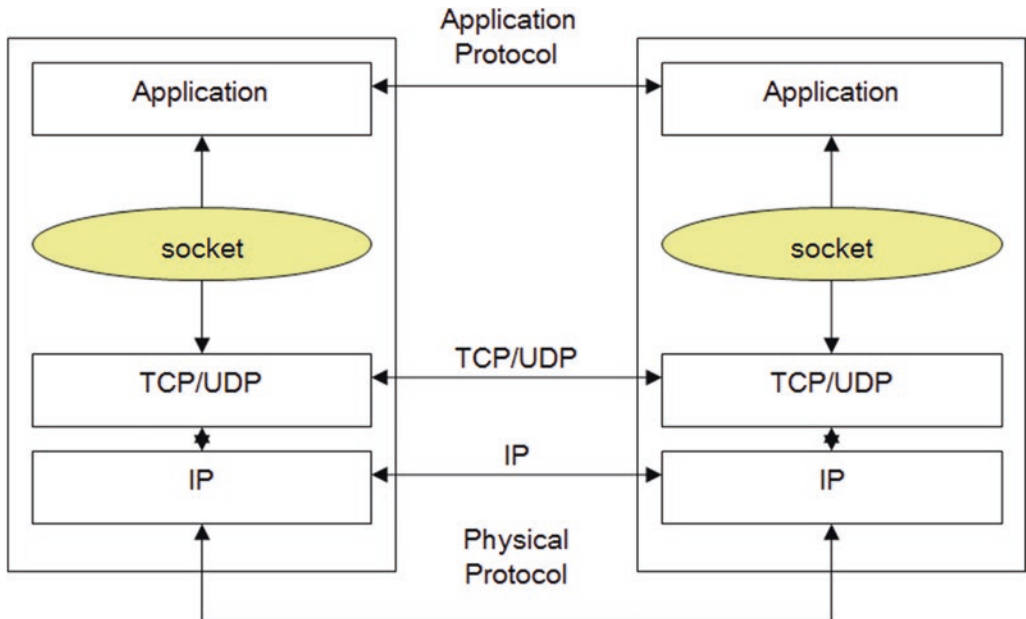 Application
Protocol
Application
Application
socket
socket
TCP/UDP
TCP/UDP
TCP/UDP
IP
IP
IP
Physical
Protocol